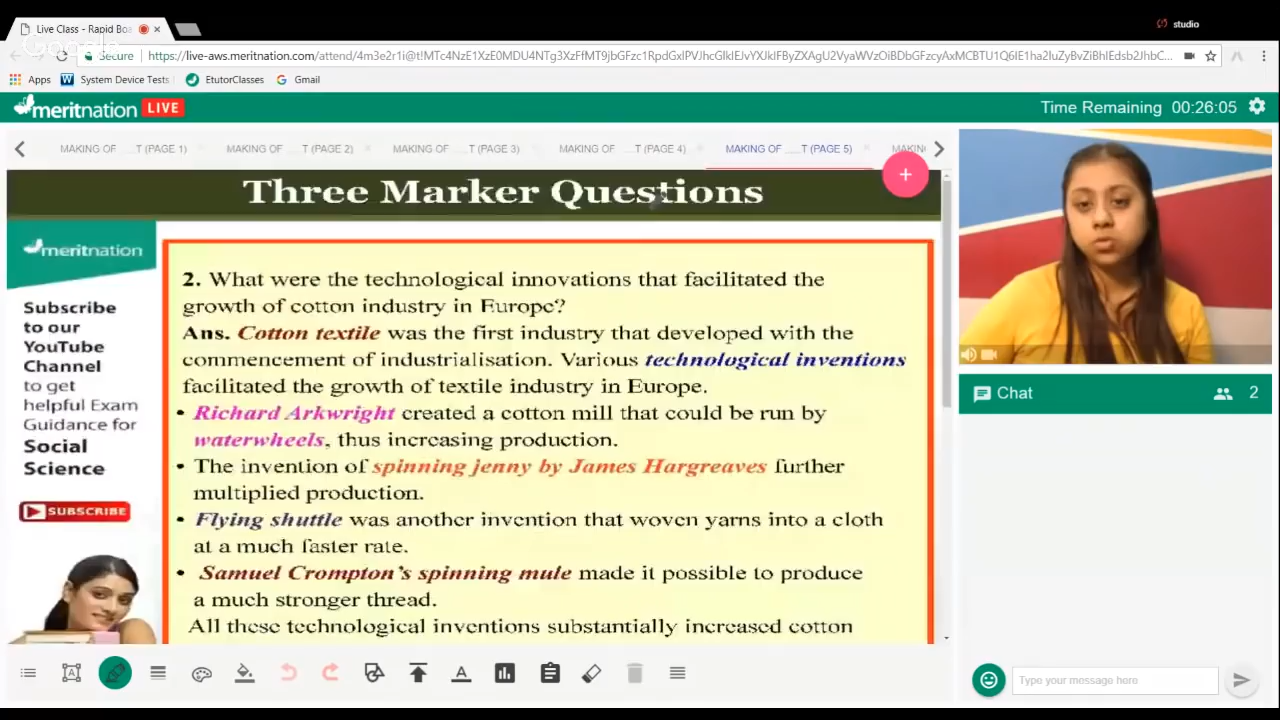 studio
Live Class - Rapid Boa
Secure
https://live-aws.meritnation.com/attend/
Apps
System Device Tests
EtutorClasses
Gmail
meritnation LIVE
Time Remaining 00:26:05
MAKING OF ...T (PAGE 1)
MAKING OF ...T (PAGE 2)
MAKING OF ...T (PAGE 3)
MAKING OF ...T (PAGE 4)
MAKING OF ...T (PAGE 5)
Three Marker Questions
meritnation
Subscribe
to our
YouTube
Channel
to get
helpful Exam
Guidance for
Social
Science
SUBSCRIBE
2. What were the technological innovations that facilitated the
growth of cotton industry in Europe?
Ans. Cotton textile was the first industry that developed with the
commencement of industrialisation. Various technological inventions
facilitated the growth of textile industry in Europe.
• Richard Arkwright created a cotton mill that could be run by
waterwheels, thus increasing production.
• The invention of spinning jenny by James Hargreaves further
multiplied production.
• Flying shuttle was another invention that woven yarns into a cloth
at a much faster rate.
• Samuel Crompton's spinning mule made it possible to produce
a much stronger thread.
All these technological inventions substantially increased cotton
Chat
2
Type your message here